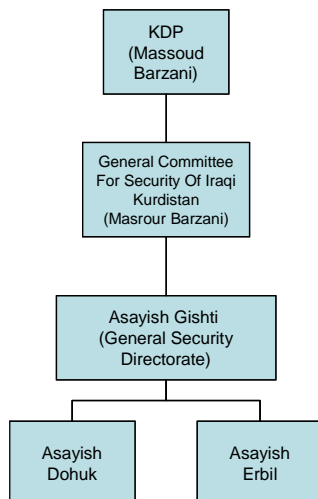 KDP
(Massoud
Barzani)
General Committee
For Security Of Iraqi
Kurdistan
(Masrour Barzani)
Asayish Gishti
(General Security
Directorate)
Asayish
Dohuk
Asayish
Erbil